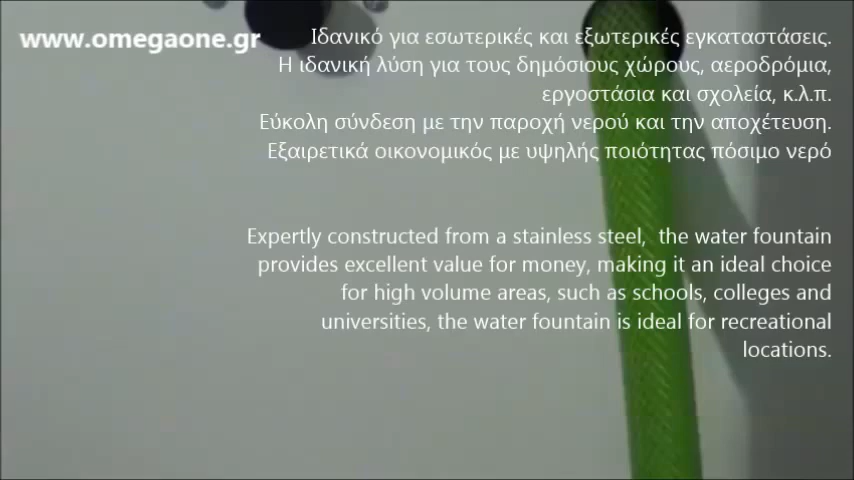 www.omegaone.gr
Ιδανικό για εσωτερικές και εξωτερικές εγκαταστάσεις.
Η ιδανική λύση για τους δημόσιους χώρους, αεροδρόμια,
εργοστάσια και σχολεία, κ.λ.π.
Εύκολη σύνδεση με την παροχή νερού και την αποχέτευση.
Εξαιρετικά οικονομικός με υψηλής ποιότητας πόσιμο νερό
Expertly constructed from a stainless steel,  the water fountain
provides excellent value for money, making it an ideal choice
for high volume areas, such as schools, colleges and
universities, the water fountain is ideal for recreational
locations.